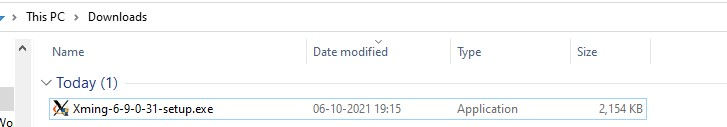 This PC > Downloads
Name Date modified Type Size
Today (1)
Xming-6-9-0-31-setup.exe 06-10-2021 19:15 Application 2,154 KB
Wo